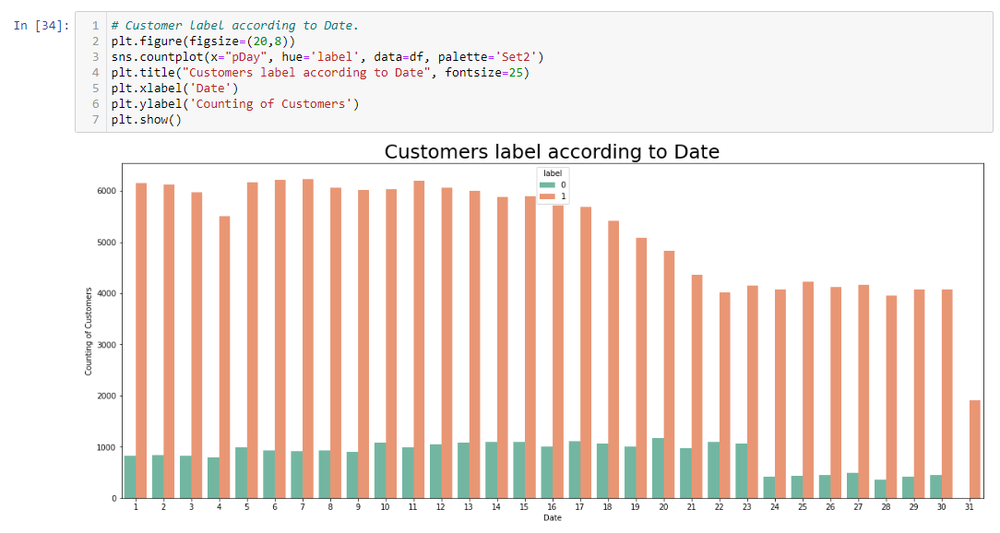 In [34]:
1 # Customer label according to Date.
2 plt.figure(figsize=(20,8))
3 sns.countplot(x="pDay", hue='label', data=df, palette='Set2')
4 plt.title("Customers label according to Date", fontsize=25)
5 plt.xlabel('Date')
6 plt.ylabel('Counting of Customers')
7 plt.show()
Customers label according to Date
label
0
1
6000
5000
4000
3000
2000
1000
0
Counting of Customers
1 2 3 4 5 6 7 8 9 10 11 12 13 14 15 16 17 18 19 20 21 22 23 24 25 26 27 28 29 30 31
Date